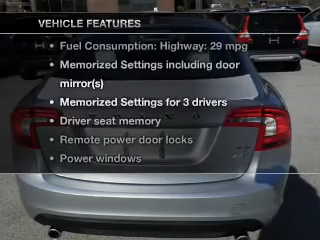 VEHICLE FEATURES
• Fuel Consumption: Highway: 29 mpg
• Memorized Settings including door
mirror(s)
• Memorized Settings for 3 drivers
• Driver seat memory
• Remote power door locks
• Power windows